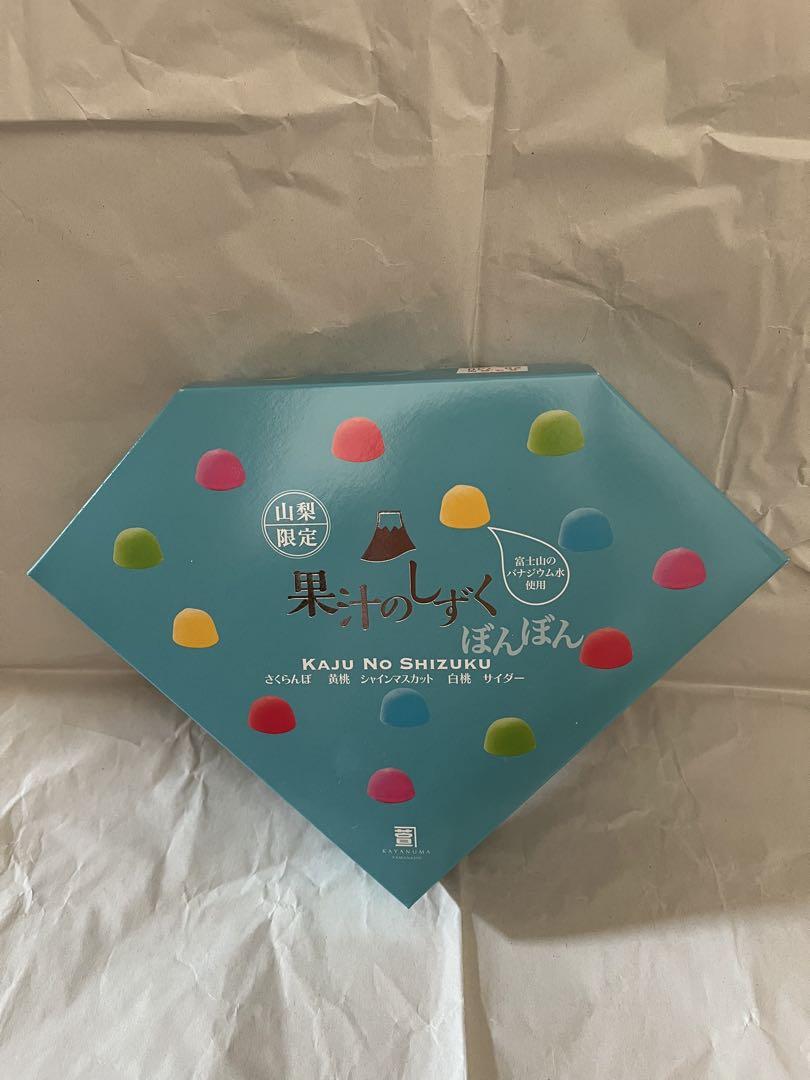 山梨
限定
富士山の
バナジウム水
使用
果汁のしずく
ぼんぼん
KAJU NO SHIZUKU
さくらんぼ 黄桃 シャインマスカット 白桃 サイダー
KAYANUMA
YAMANASHI